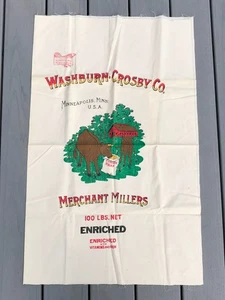 WASHBURN-CROSBY CO.
MINNEAPOLIS, MINN.
U.S.A.
MERCHANT MILLERS
100 LBS. NET
ENRICHED
ENRICHED